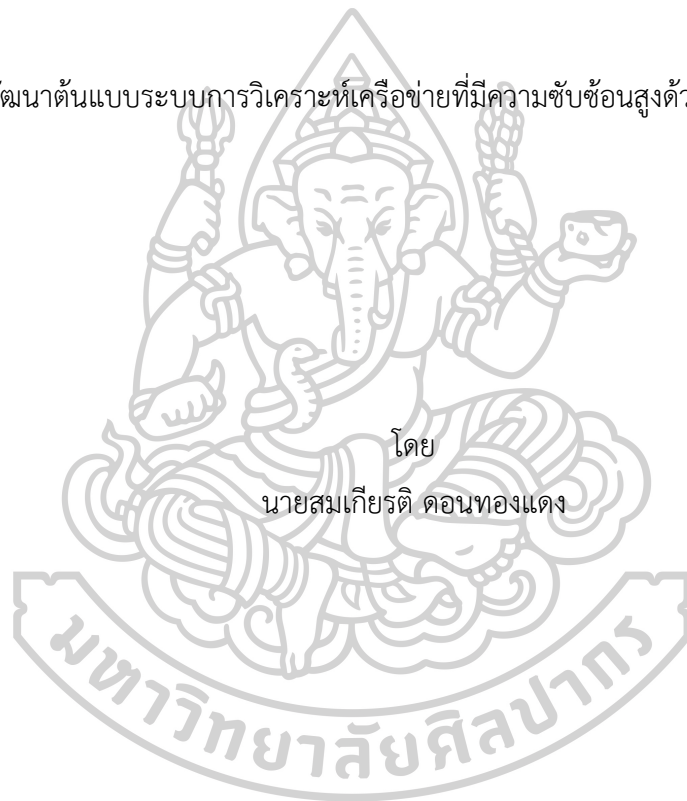 ัฒนาต้นแบบระบบการวิเคราะห์เครือข่ายที่มีความซับซ้อนสูงด้ว
โดย
นายสมเกียรติ ดอนทองแดง
มหาวิทยาลัยศิลปากร